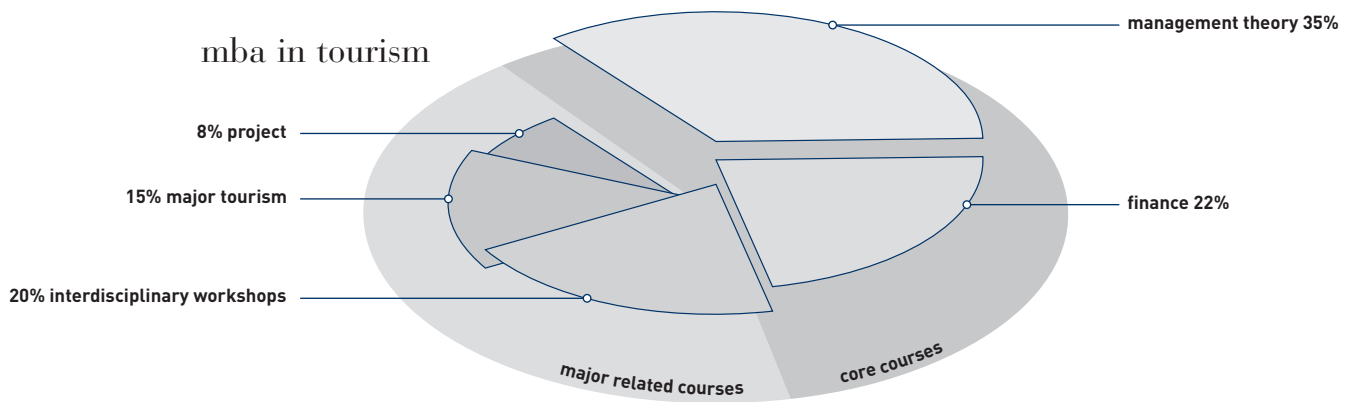 management theory 35%
mba in tourism
8% project
15% major tourism
finance 22%
20% interdisciplinary workshops
core courses
major related courses